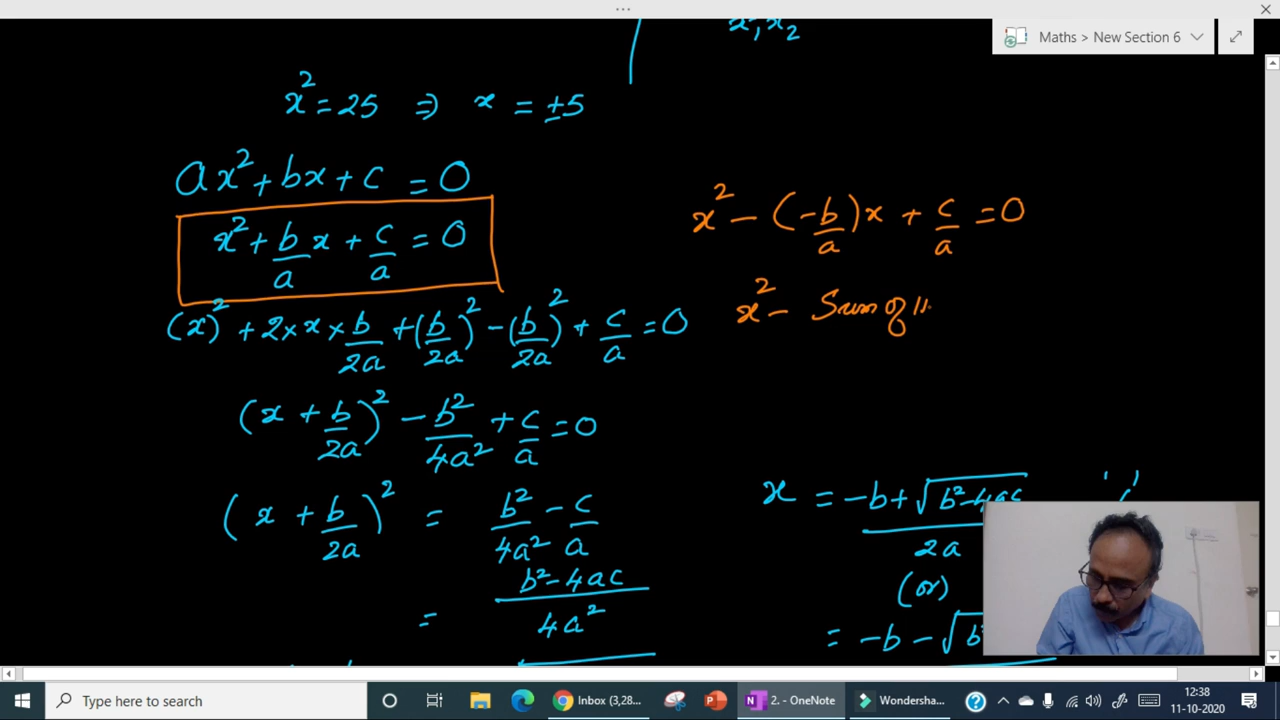 Maths > New Section 6
x₁, x₂
x² = 25 ⇒ x = ±5
ax² + bx + c = 0
x² + b/a x + c/a = 0
(x)² + 2 × x × b/2a + (b/2a)² - (b/2a)² + c/a = 0
(x + b/2a)² - b²/4a² + c/a = 0
(x + b/2a)² = b²/4a² - c/a
= b² - 4ac / 4a²
x² - (-b/a)x + c/a = 0
x² - Sum of
x = -b + √b² - 4ac / 2a
(or)
= -b - √b²
Type here to search
Inbox (3,28...
2. - OneNote
Wondersha...
12:38
11-10-2020